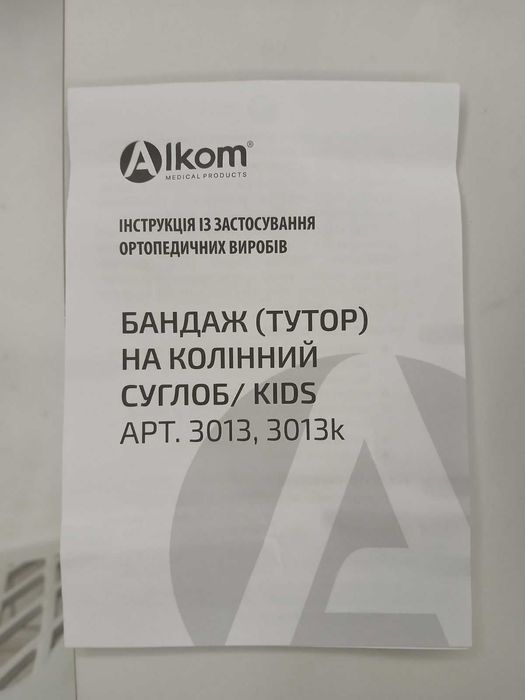 Alkom®
MEDICAL PRODUCTS
ІНСТРУКЦІЯ ІЗ ЗАСТОСУВАННЯ
ОРТОПЕДИЧНИХ ВИРОБІВ
БАНДАЖ (ТУТОР)
НА КОЛІННИЙ
СУГЛОБ/ KIDS
АРТ. 3013, 3013k